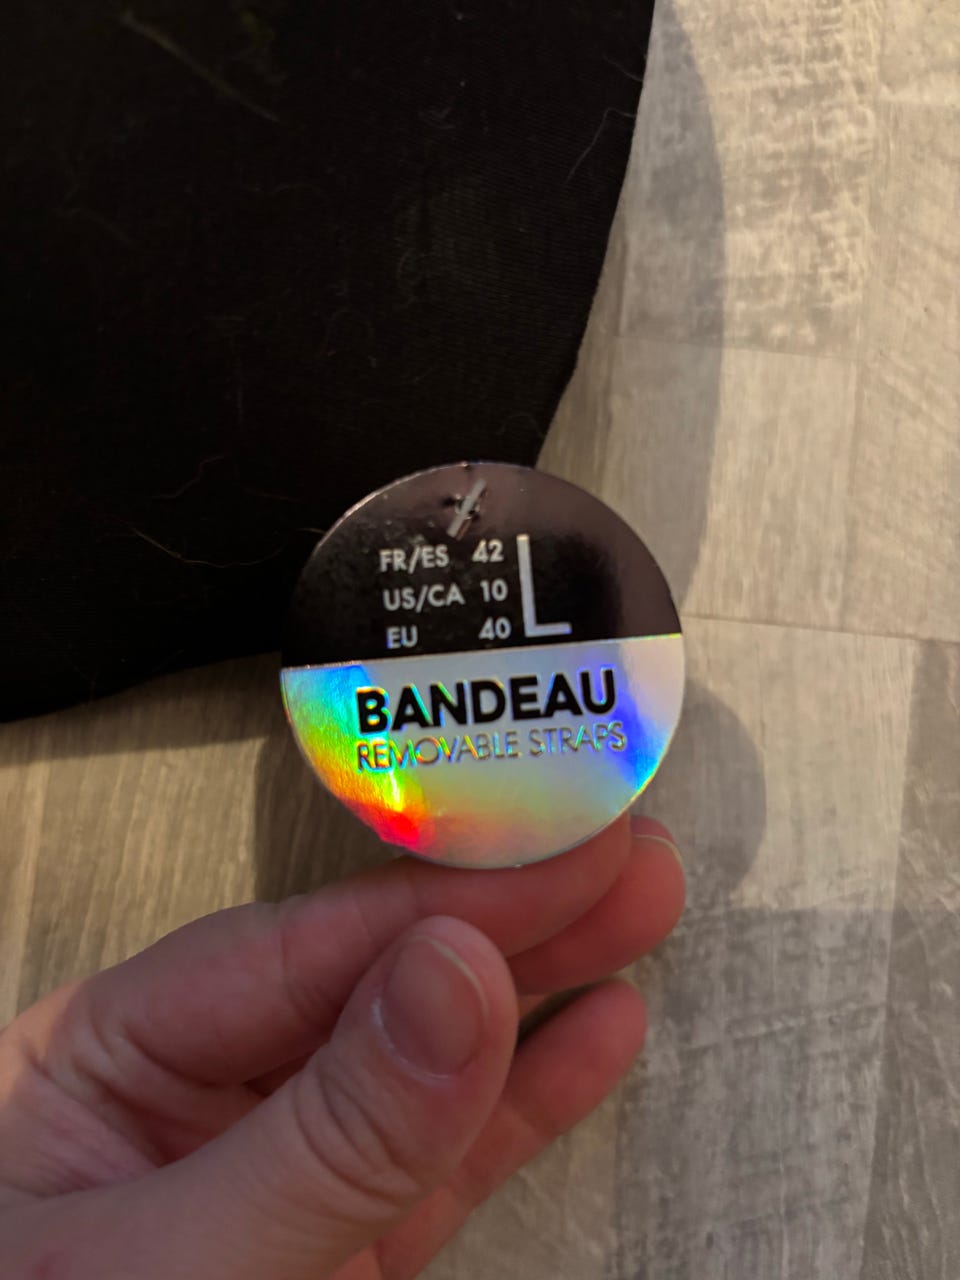 FR/ES 42
US/CA 10
EU 40
L
BANDEAU
REMOVABLE STRAPS